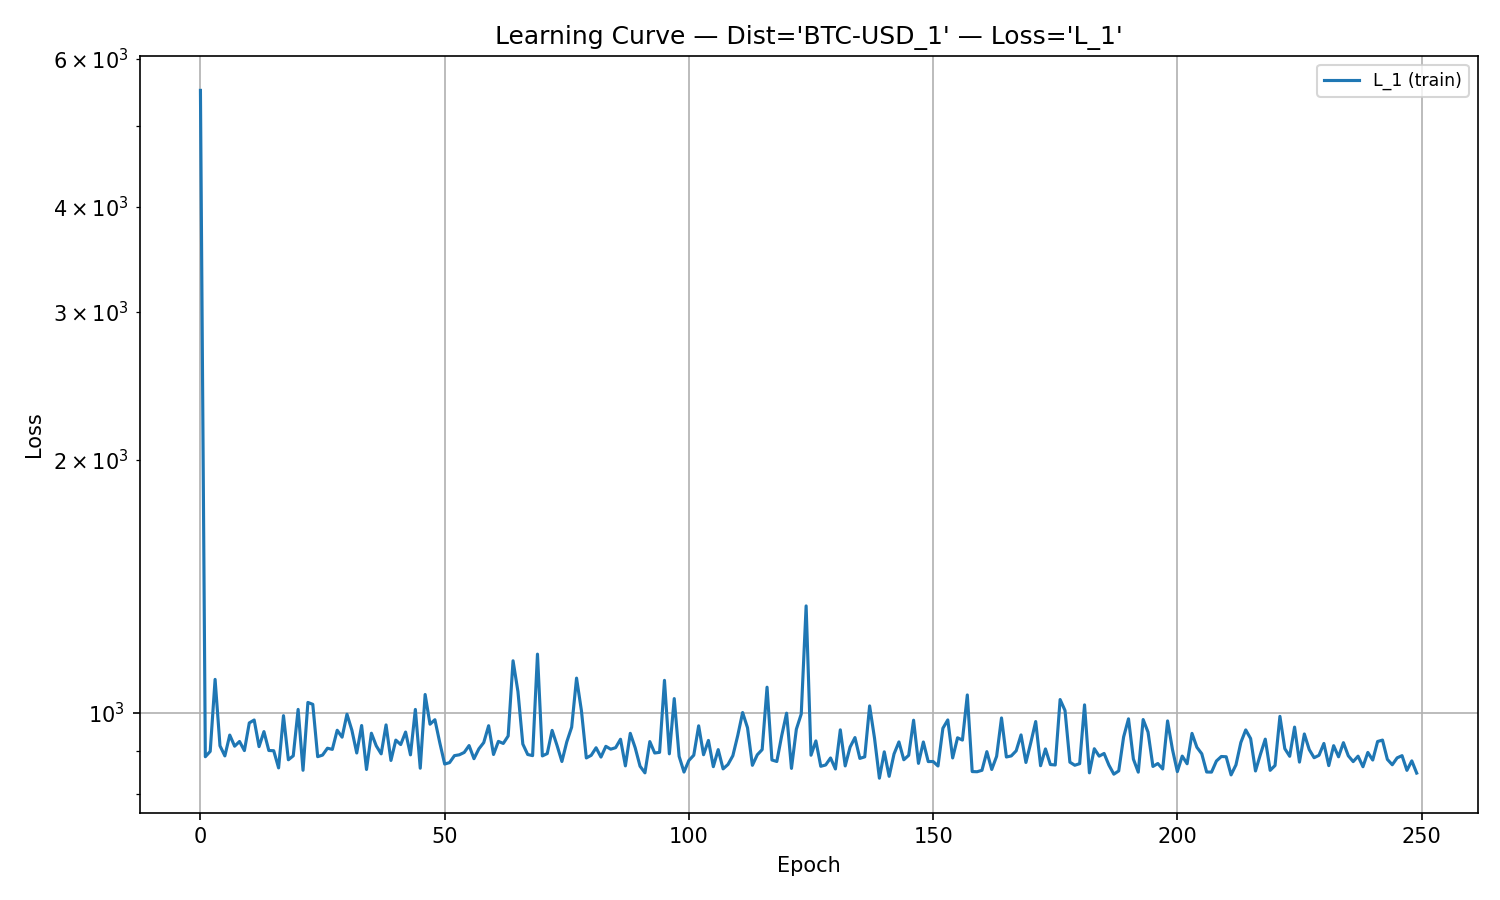 Learning Curve — Dist='BTC-USD_1' — Loss='L_1'
6 × 10³
4 × 10³
3 × 10³
2 × 10³
10³
Loss
L_1 (train)
0 50 100 150 200 250
Epoch